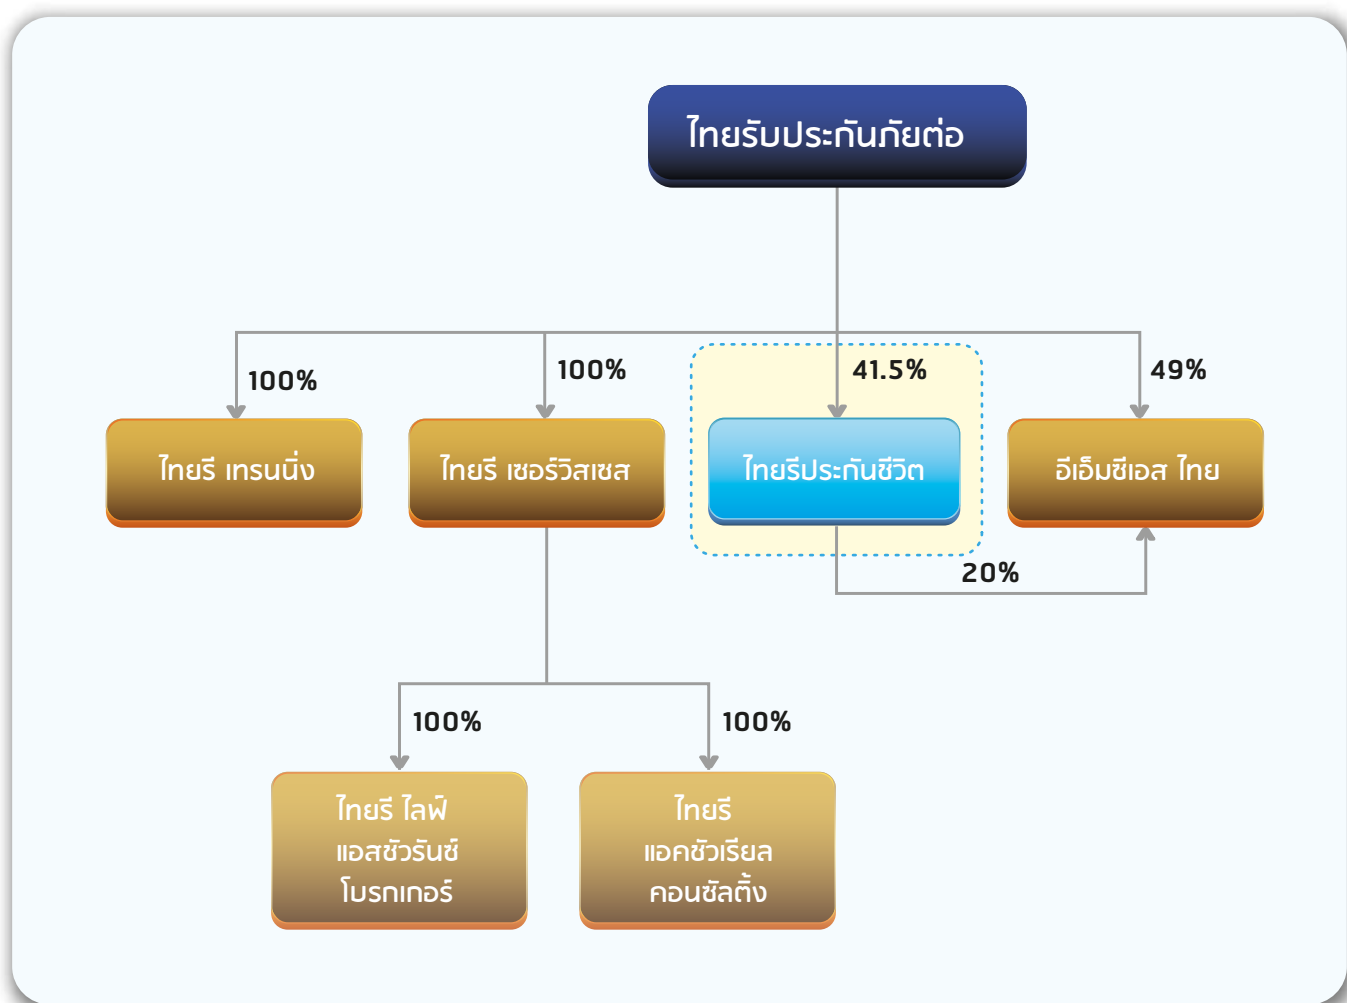 ไทยรับประกันภัยต่อ
100%
100%
41.5%
49%
ไทยรี เทรนนิ่ง
ไทยรี เซอร์วิสเซส
ไทยรีประกันชีวิต
อีเอ็มซีเอส ไทย
20%
100%
100%
ไทยรี ไลฟ์
แอสชัวรันซ์
โบรกเกอร์
ไทยรี
แอคชัวเรียล
คอนซัลติ้ง